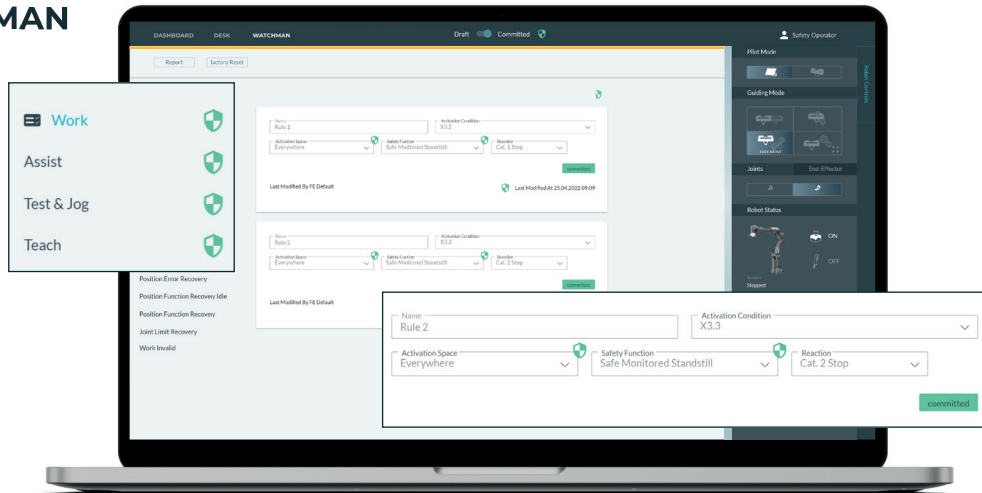 MAN
DASHBOARD DESK WATCHMAN Draft Committed Safety Operator
Report factory Reset
Pilot Mode
Robot Controls
Guiding Mode
Work
Assist
Test & Jog
Teach
Name
Rule 1
Activation Condition
X3.2
Activation Space
Everywhere
Safety Function
Safe Monitored Standstill
Reaction
Cat. 1 Stop
committed
Last Modified By FE Default Last Modified At 25.04.2022 09:09
Joints End-Effector
Robot Status
ON
OFF
Stopped
Name
Rule 2
Activation Condition
X3.3
Activation Space
Everywhere
Safety Function
Safe Monitored Standstill
Reaction
Cat. 2 Stop
committed
Last Modified By FE Default
Position Error Recovery
Position Function Recovery Idle
Position Function Recovery
Joint Limit Recovery
Work Invalid
Name
Rule 2
Activation Condition
X3.3
Activation Space
Everywhere
Safety Function
Safe Monitored Standstill
Reaction
Cat. 2 Stop
committed